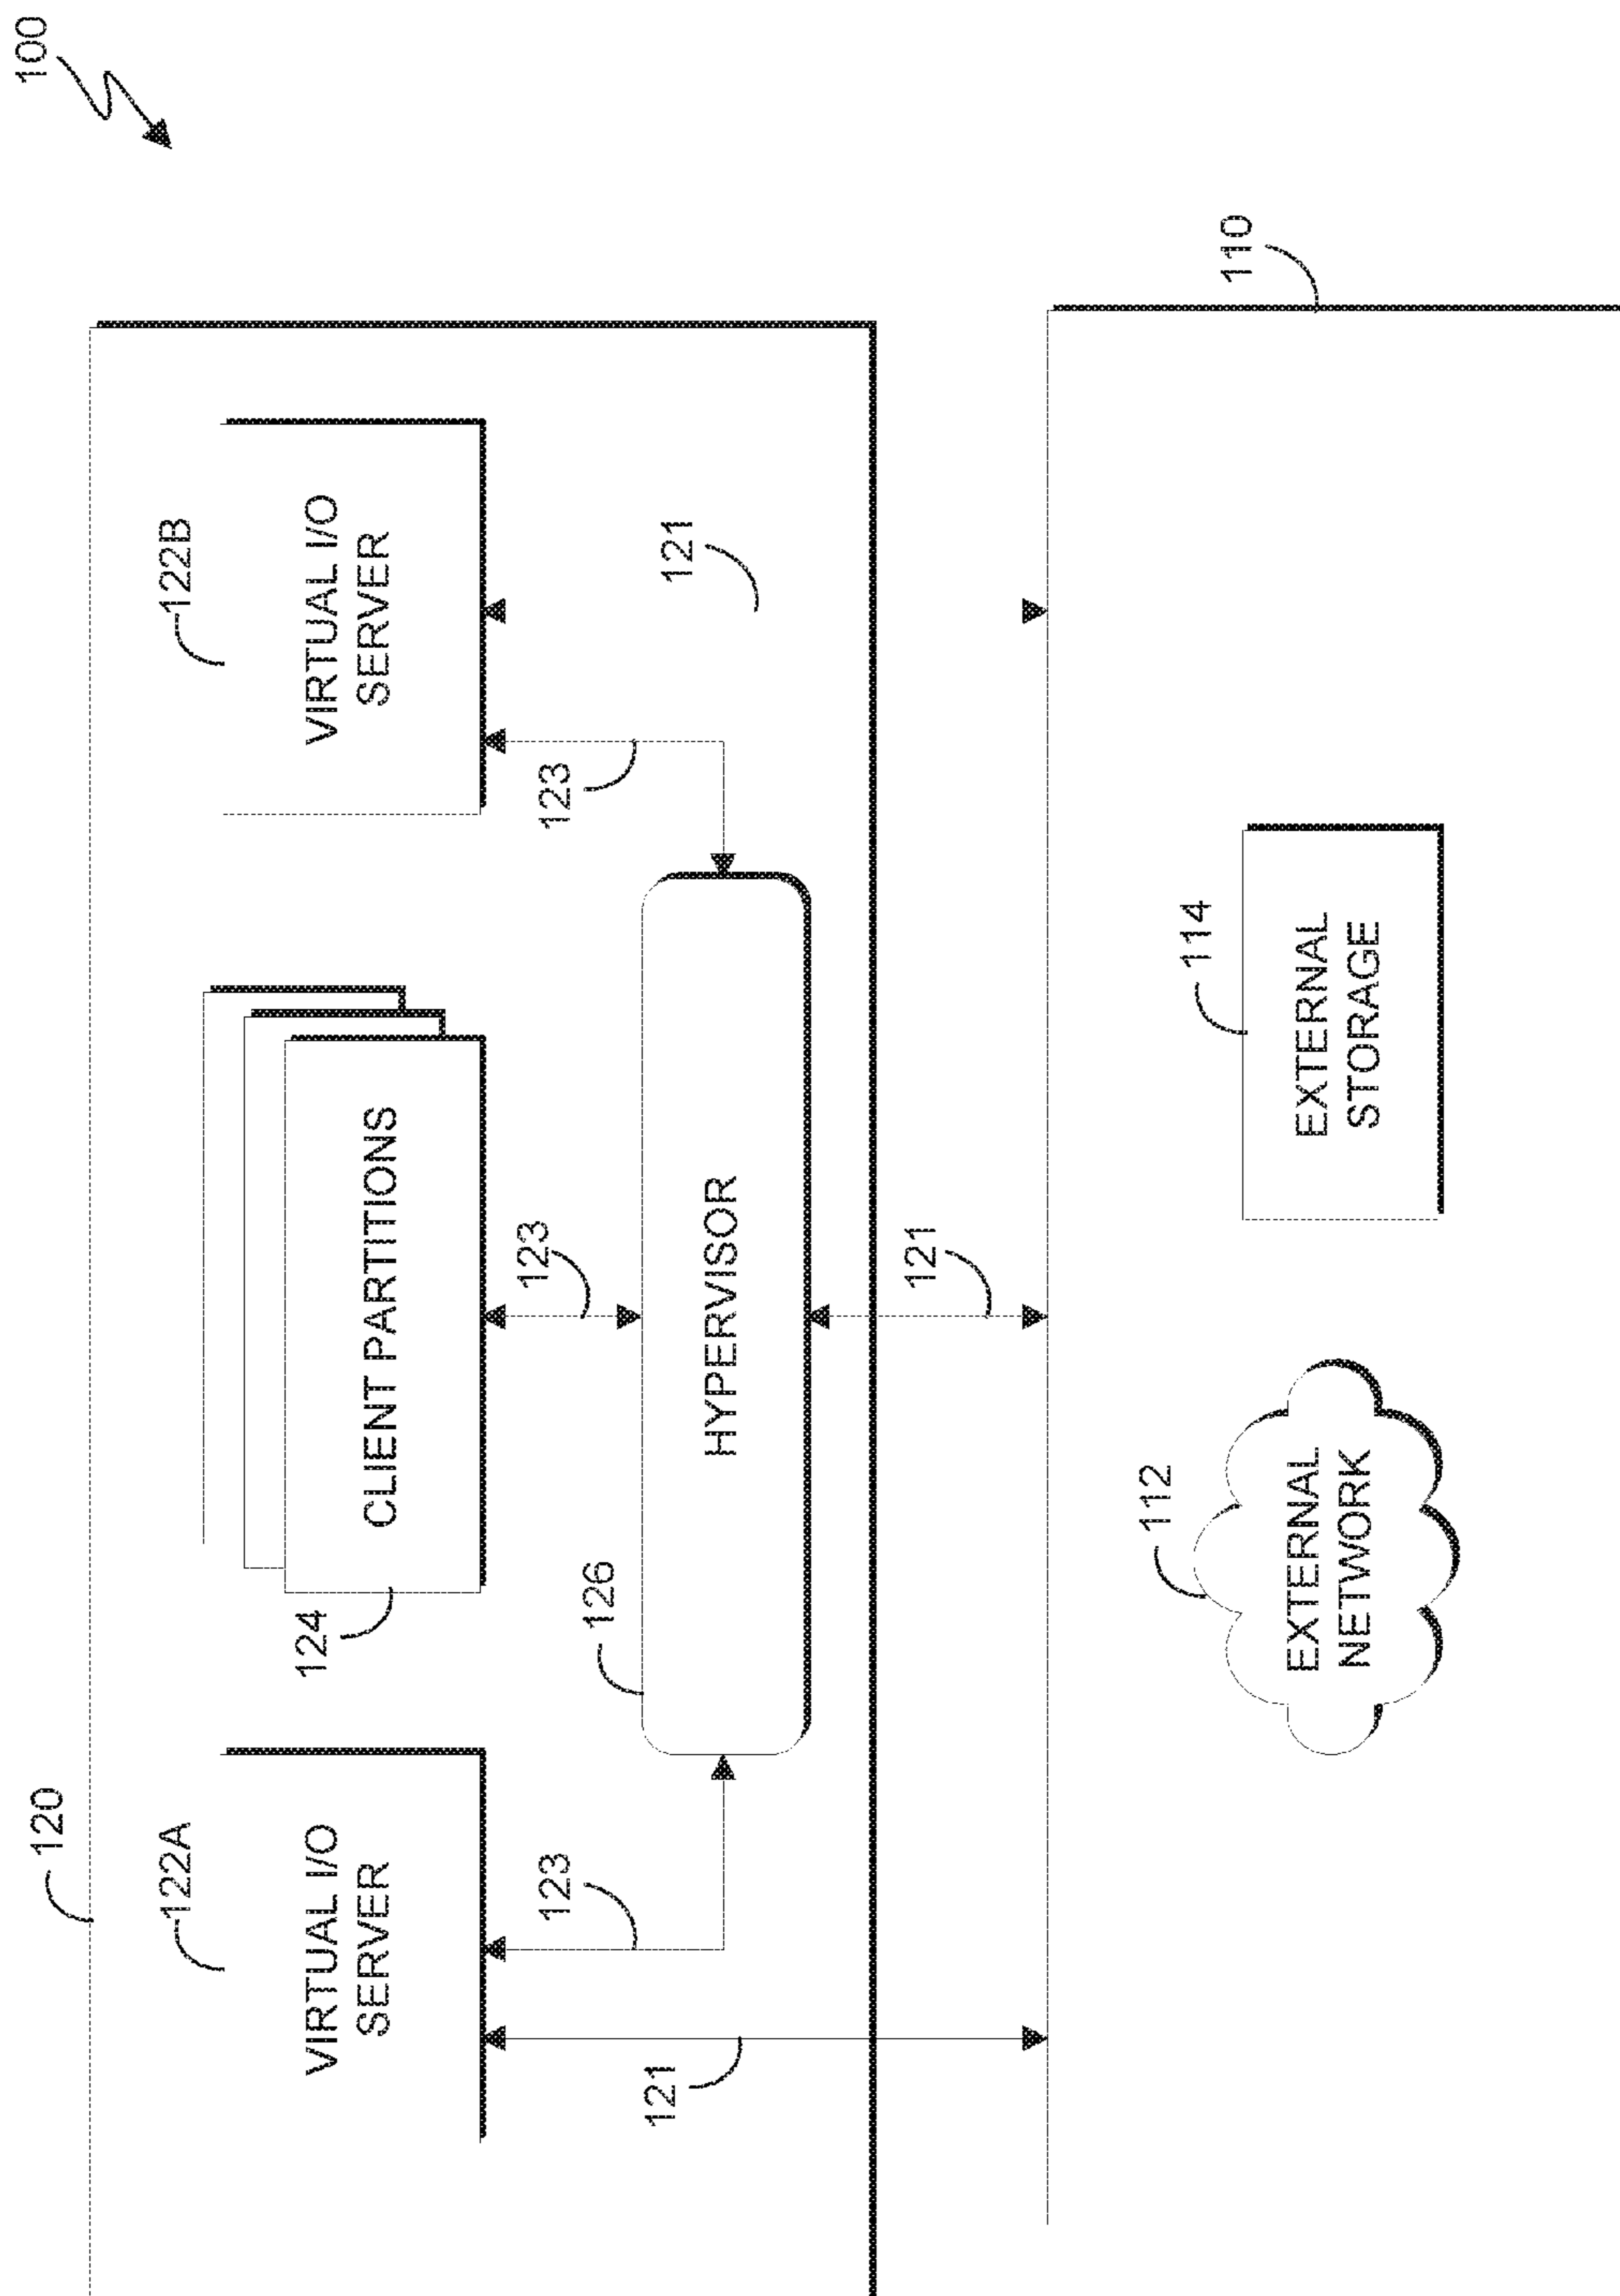 100
120
122A
VIRTUAL I/O
SERVER
124
CLIENT PARTITIONS
122B
VIRTUAL I/O
SERVER
123
123
123
126
HYPERVISOR
121
121
121
110
112
EXTERNAL
NETWORK
114
EXTERNAL
STORAGE